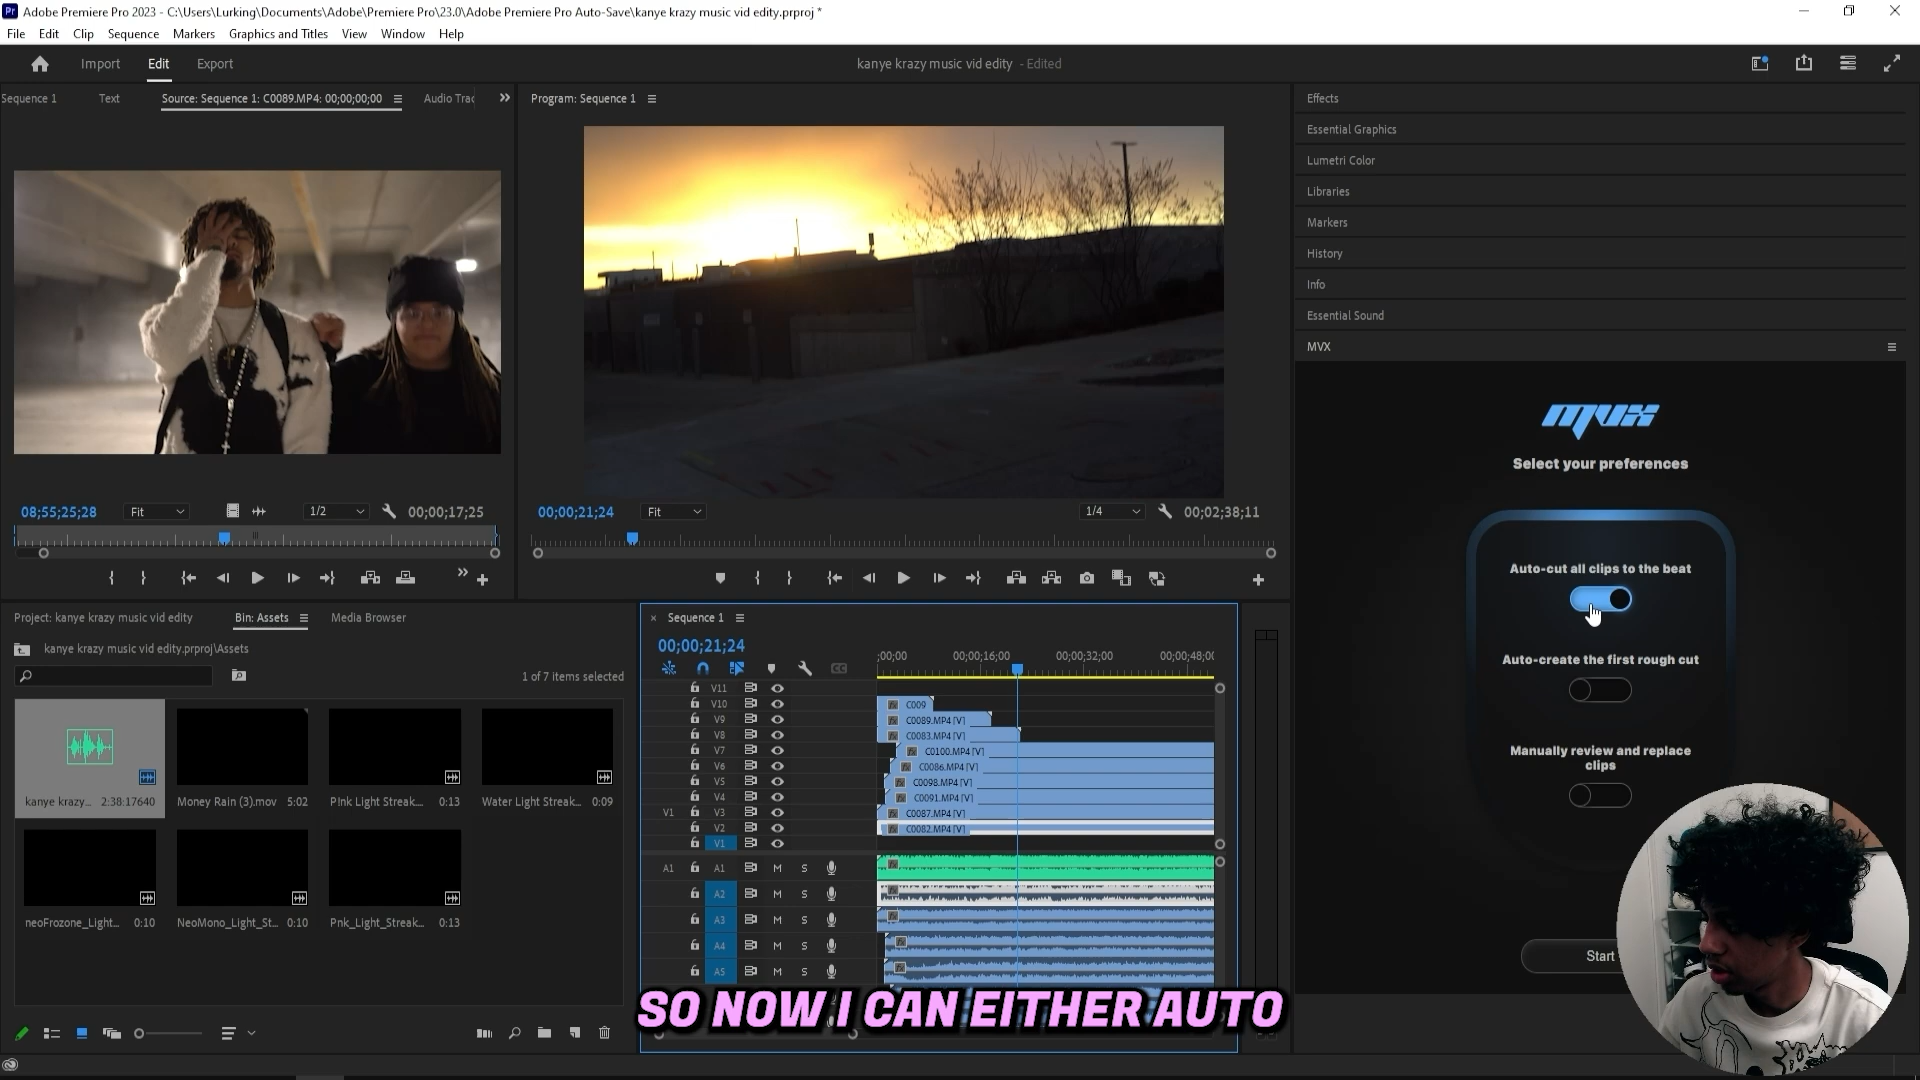 Adobe Premiere Pro 2023 - C:\Users\Lurking\Documents\Adobe\Premiere Pro\23.0\Adobe Premiere Pro Auto-Save\kanye krazy music vid edity.prproj *
File Edit Clip Sequence Markers Graphics and Titles View Window Help
Import Edit Export
kanye krazy music vid edity - Edited
Sequence 1 Text Source: Sequence 1: C0089.MP4: 00;00;00;00 Audio Trac
Program: Sequence 1
Effects
Essential Graphics
Lumetri Color
Libraries
Markers
History
Info
Essential Sound
MVX
mvx
Select your preferences
Auto-cut all clips to the beat
Auto-create the first rough cut
Manually review and replace
clips
Start
08;55;25;28 Fit 1/2 00;00;17;25
00;00;21;24 Fit 1/4 00;02;38;11
Project: kanye krazy music vid edity Bin: Assets Media Browser
kanye krazy music vid edity.prproj\Assets
1 of 7 items selected
kanye krazy... 2:38:17640
Money Rain (3).mov 5:02
Pink Light Streak... 0:13
Water Light Streak... 0:09
neoFrozone_Light... 0:10
NeoMono_Light_St... 0:10
Pnk_Light_Streak... 0:13
Sequence 1
00;00;21;24
;00;00 00;00;16;00 00;00;32;00 00;00;48;00
V11
V10 C009
V9 C0089.MP4 [V]
V8 C0083.MP4 [V]
V7 C0100.MP4 [V]
V6 C0086.MP4 [V]
V5 C0098.MP4 [V]
V4 C0091.MP4 [V]
V1 V3 C0087.MP4 [V]
V2 C0082.MP4 [V]
V1
A1 A1 M S
A2 M S
A3 M S
A4 M S
A5 M S
SO NOW I CAN EITHER AUTO